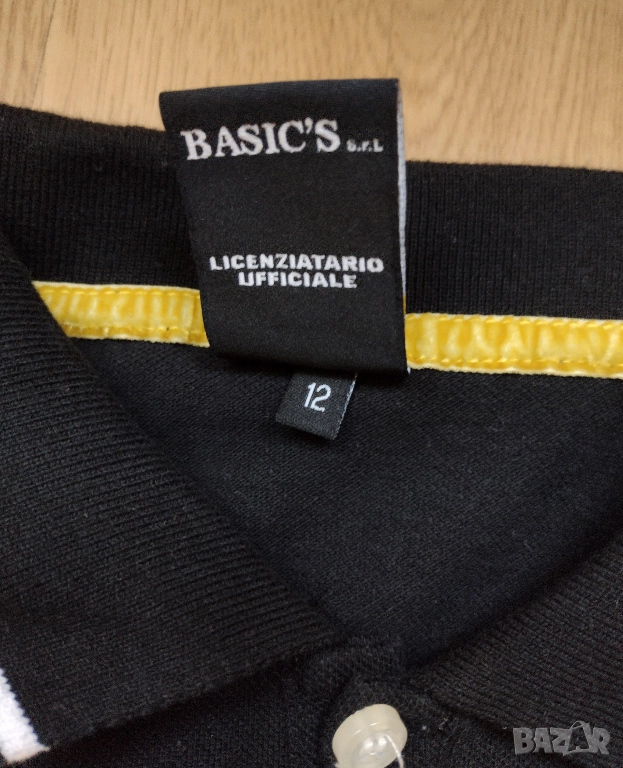 BASIC'S s.r.l
LICENZIATARIO
UFFICIALE
12
BAZAR